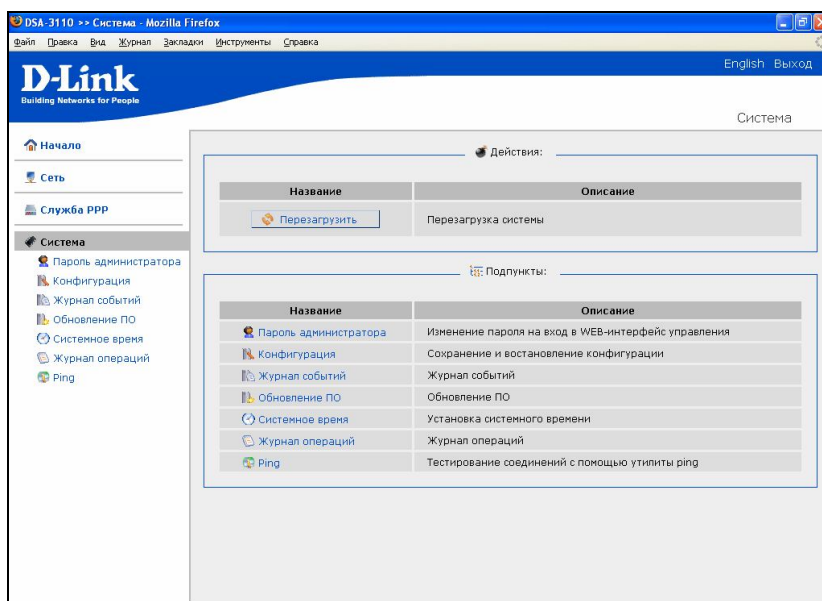 DSA-3110 >> Система - Mozilla Firefox
Файл Правка Вид Журнал Закладки Инструменты Справка
D-Link
Building Networks for People
English Выход
Система
Начало
Сеть
Служба PPP
Система
Пароль администратора
Конфигурация
Журнал событий
Обновление ПО
Системное время
Журнал операций
Ping
Действия:
Название Описание
Перезагрузить Перезагрузка системы
Подпункты:
Название Описание
Пароль администратора Изменение пароля на вход в WEB-интерфейс управления
Конфигурация Сохранение и востановление конфигурации
Журнал событий Журнал событий
Обновление ПО Обновление ПО
Системное время Установка системного времени
Журнал операций Журнал операций
Ping Тестирование соединений с помощью утилиты ping